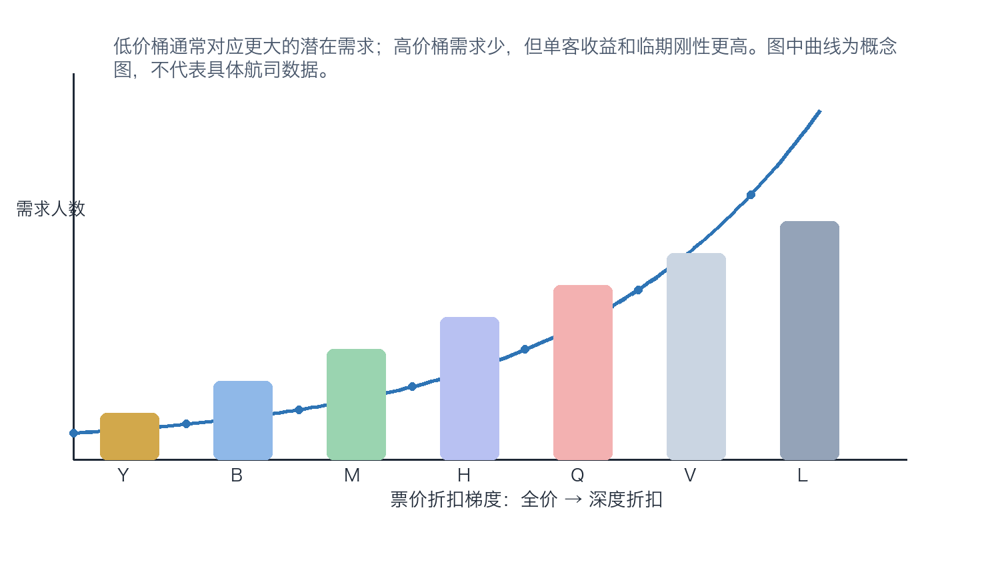 低价桶通常对应更大的潜在需求；高价桶需求少，但单客收益和临期刚性更高。图中曲线为概念
图，不代表具体航司数据。
需求人数
Y B M H Q V L
票价折扣梯度：全价 → 深度折扣